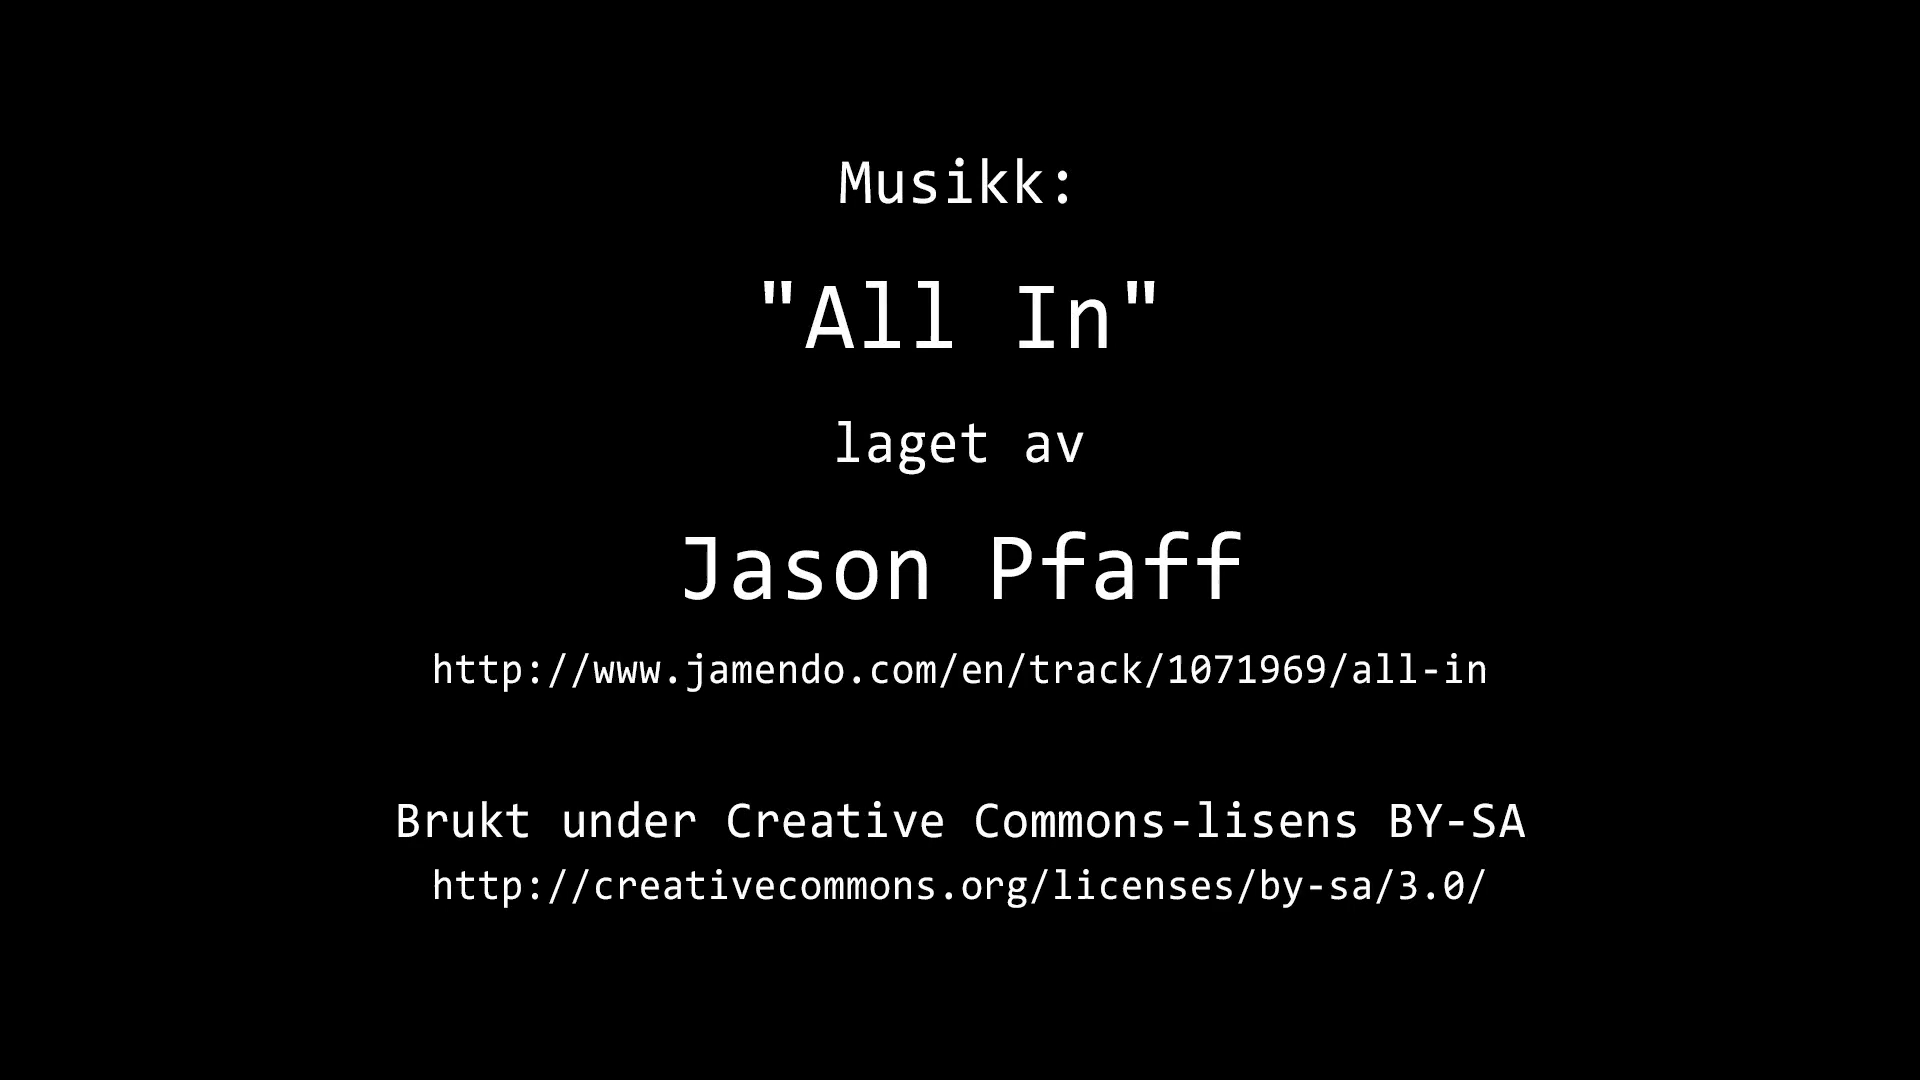 Musikk:
"All In"
laget av
Jason Pfaff
http://www.jamendo.com/en/track/1071969/all-in
Brukt under Creative Commons-lisens BY-SA
http://creativecommons.org/licenses/by-sa/3.0/